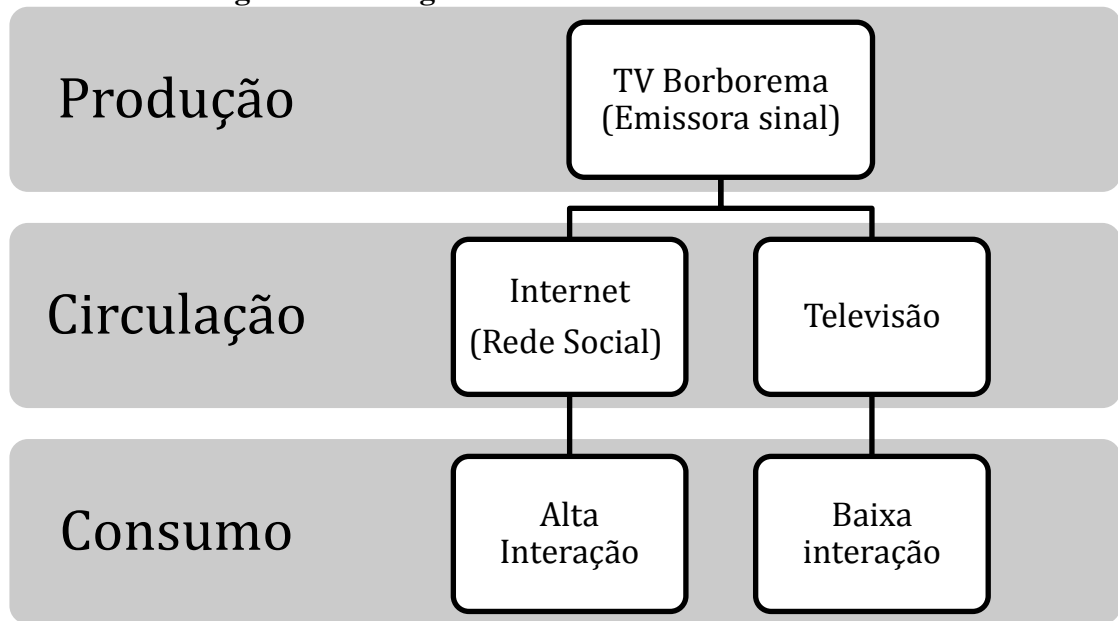 Produção
TV Borborema
(Emissora sinal)
Circulação
Internet
(Rede Social)
Televisão
Consumo
Alta
Interação
Baixa
interação